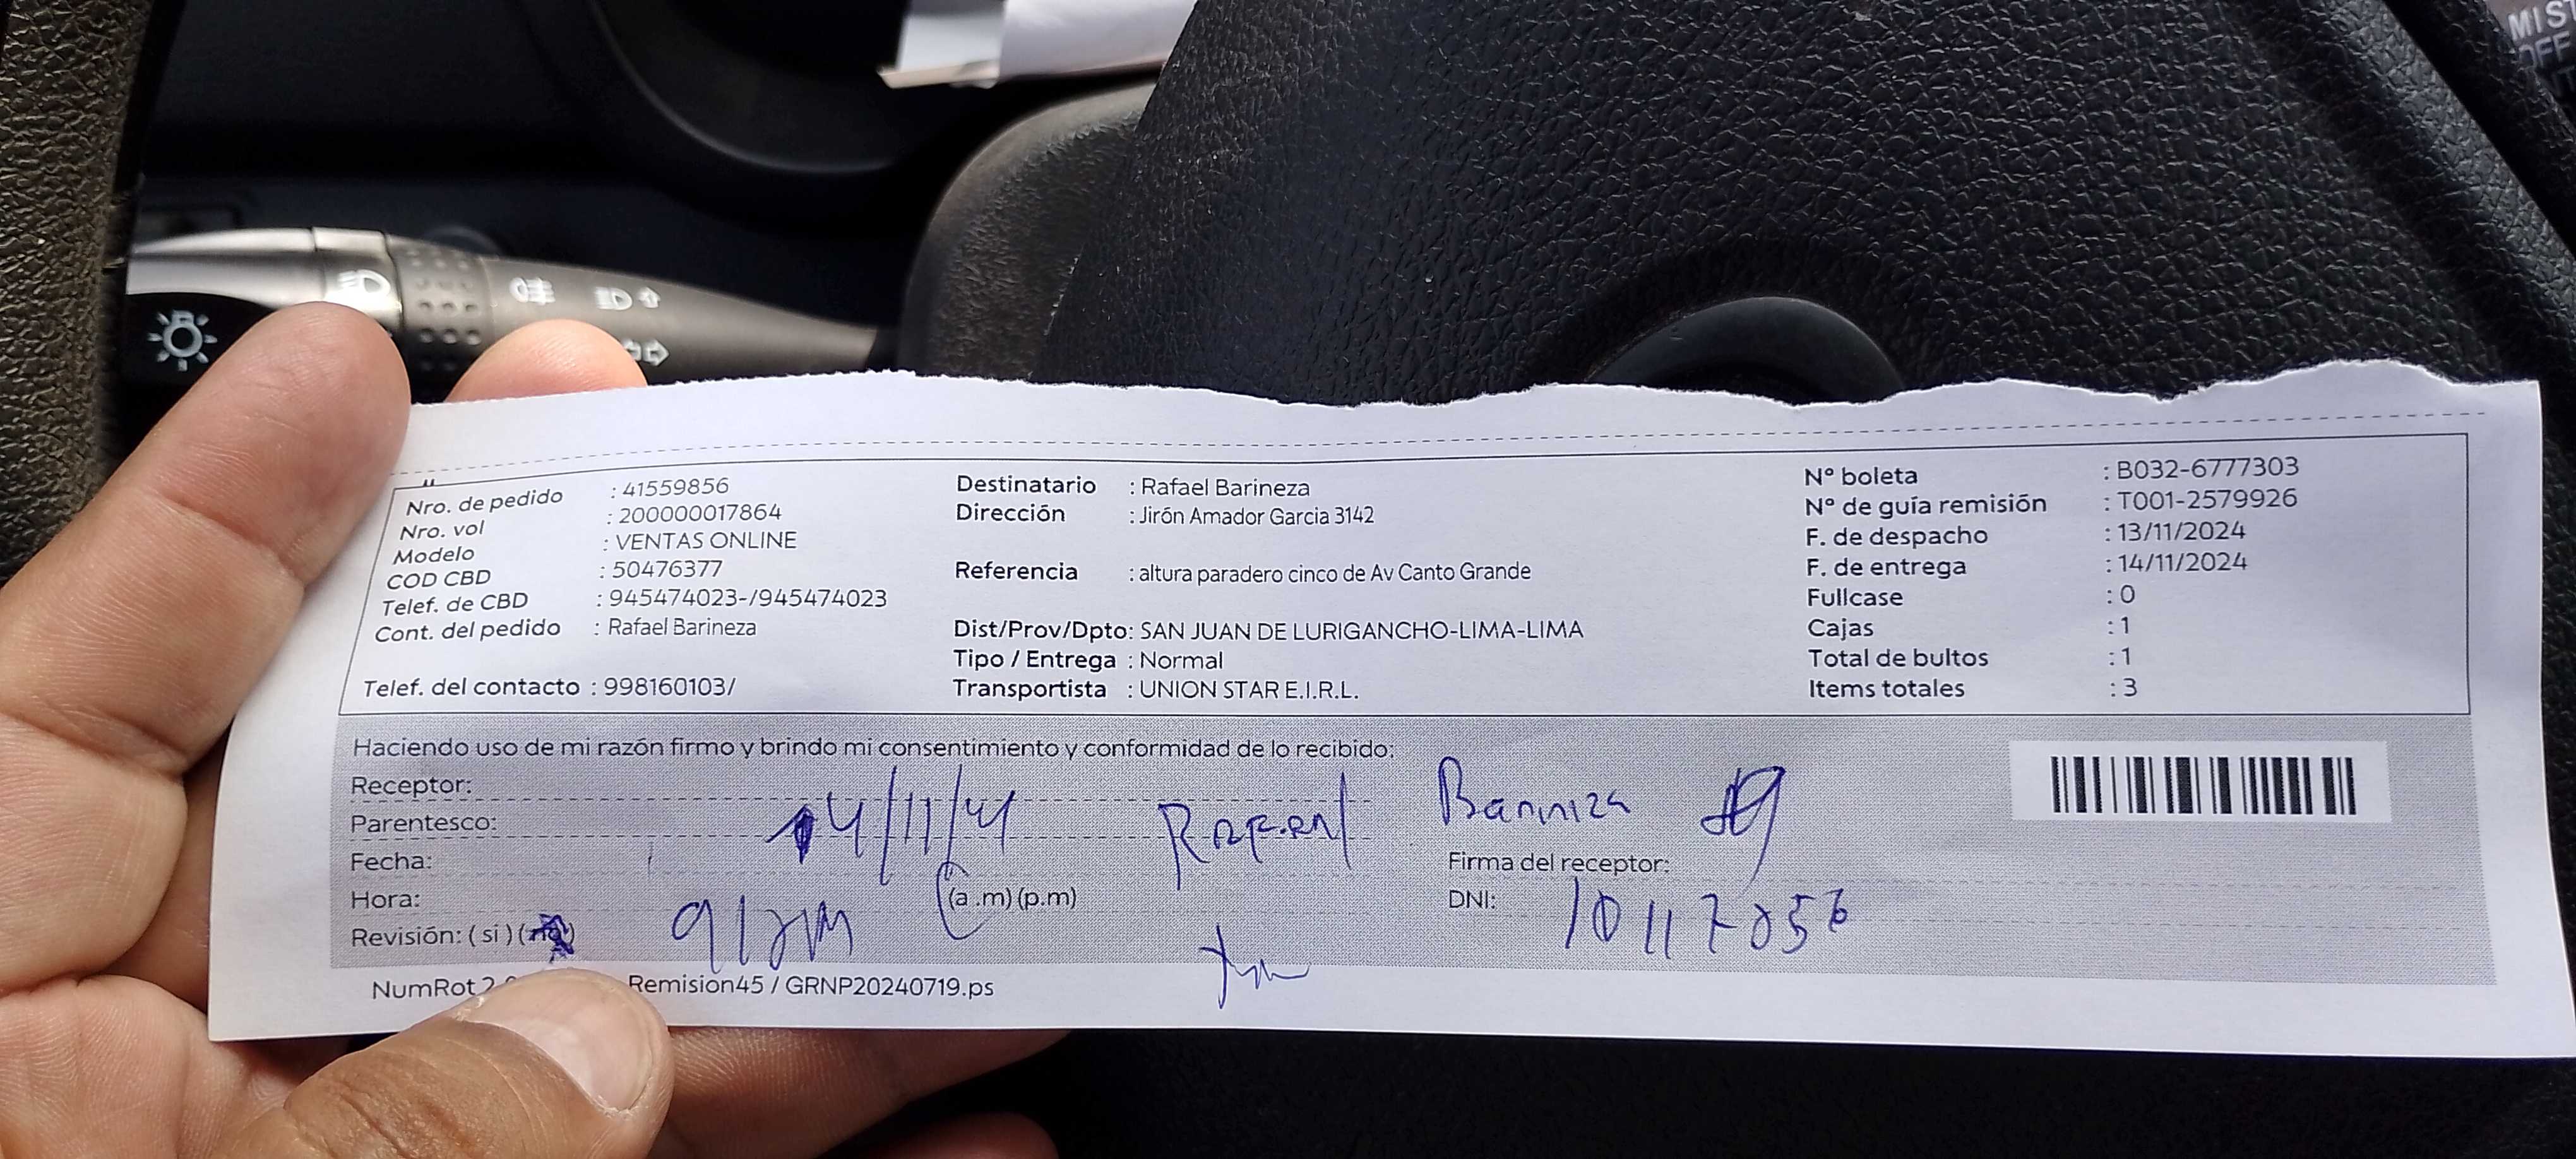 MIST
OFF
Nro. de pedido : 41559856
Nro. vol : 200000017864
Modelo : VENTAS ONLINE
COD CBD : 50476377
Telef. de CBD : 945474023-/945474023
Cont. del pedido : Rafael Barineza
Telef. del contacto : 998160103/
Destinatario : Rafael Barineza
Dirección : Jirón Amador Garcia 3142
Referencia : altura paradero cinco de Av Canto Grande
Dist/Prov/Dpto: SAN JUAN DE LURIGANCHO-LIMA-LIMA
Tipo / Entrega : Normal
Transportista : UNION STAR E.I.R.L.
N° boleta : B032-6777303
N° de guía remisión : T001-2579926
F. de despacho : 13/11/2024
F. de entrega : 14/11/2024
Fullcase : 0
Cajas : 1
Total de bultos : 1
Items totales : 3
Haciendo uso de mi razón firmo y brindo mi consentimiento y conformidad de lo recibido:
Receptor:
Parentesco:
Fecha:
Hora: (a .m) (p.m)
Revisión: ( si ) (no)
Firma del receptor:
DNI:
NumRot 2 Remision45 / GRNP20240719.ps